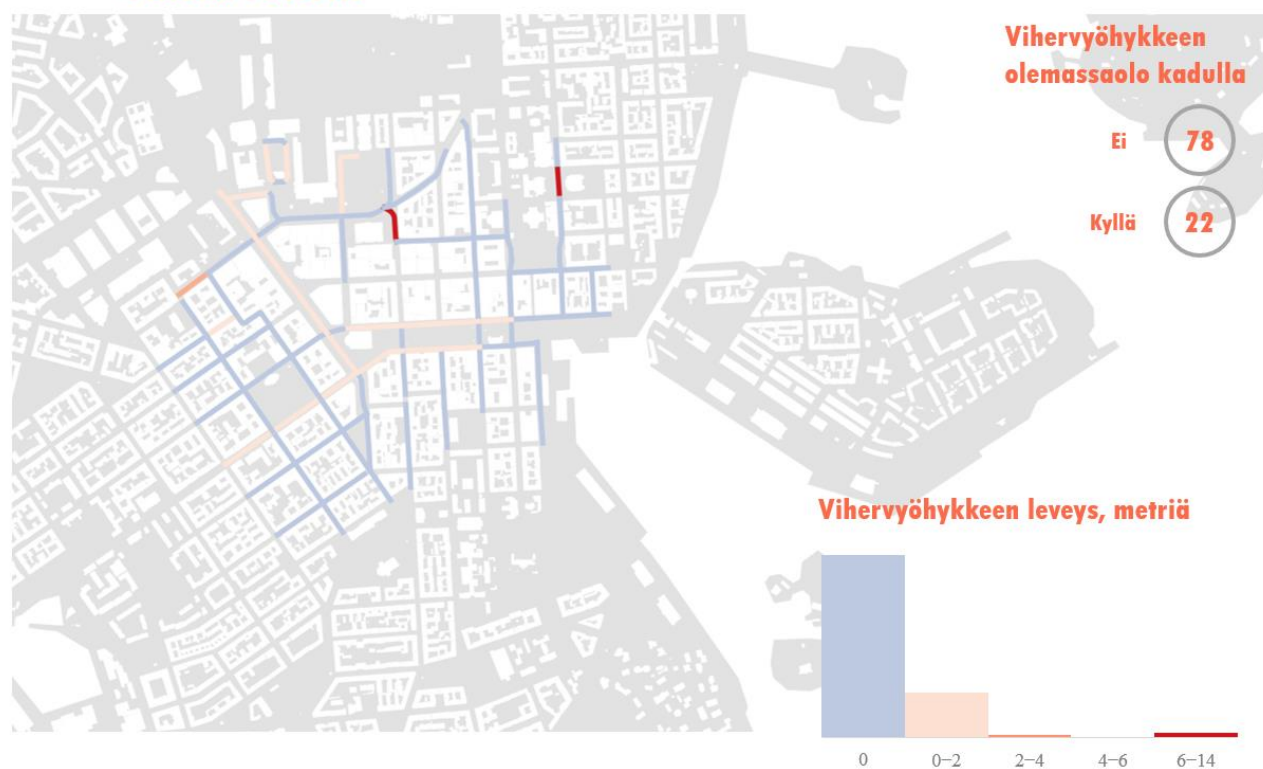 Vihervyöhykkeen
olemassaolo kadulla
Ei 78
Kyllä 22
Vihervyöhykkeen leveys, metriä
0 0–2 2–4 4–6 6–14